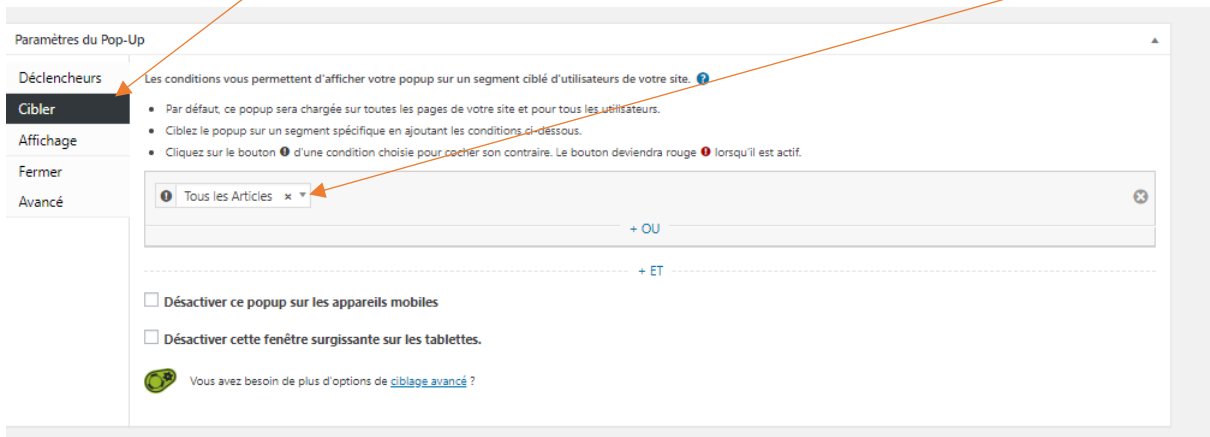 Paramètres du Pop-Up
Déclencheurs
Cibler
Affichage
Fermer
Avancé
Les conditions vous permettent d'afficher votre popup sur un segment ciblé d'utilisateurs de votre site. ?
Par défaut, ce popup sera chargée sur toutes les pages de votre site et pour tous les utilisateurs.
Ciblez le popup sur un segment spécifique en ajoutant les conditions ci-dessous.
Cliquez sur le bouton ! d'une condition choisie pour cocher son contraire. Le bouton deviendra rouge ! lorsqu'il est actif.
! Tous les Articles ×
+ OU
+ ET
Désactiver ce popup sur les appareils mobiles
Désactiver cette fenêtre surgissante sur les tablettes.
Vous avez besoin de plus d'options de ciblage avancé ?